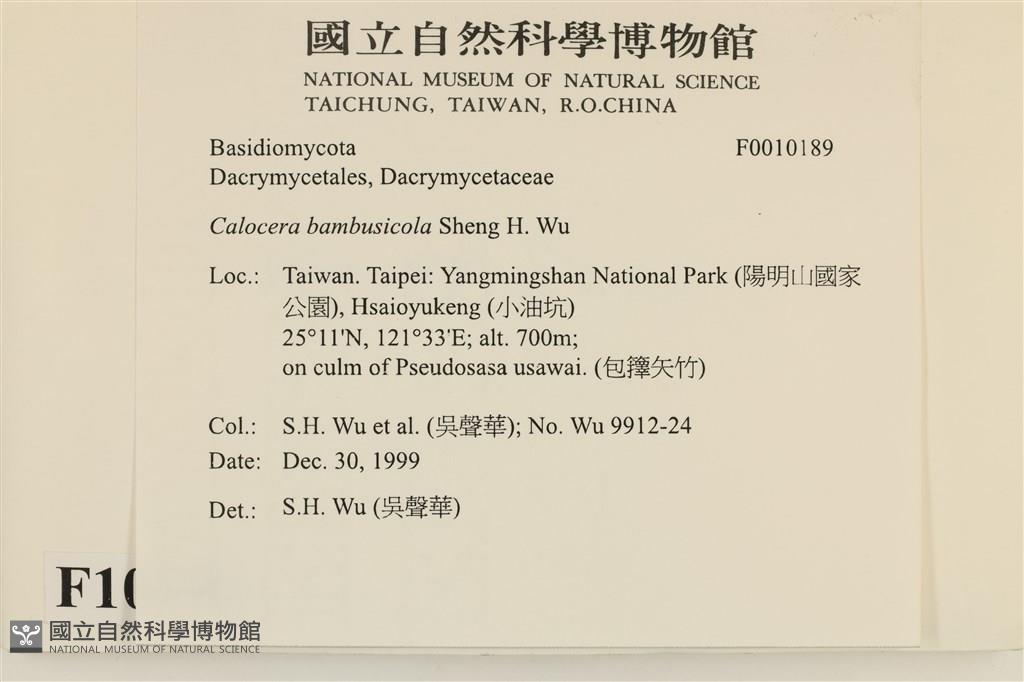 國立自然科學博物館
NATIONAL MUSEUM OF NATURAL SCIENCE
TAICHUNG, TAIWAN, R.O.CHINA
Basidiomycota F0010189
Dacrymycetales, Dacrymycetaceae
Calocera bambusicola Sheng H. Wu
Loc.: Taiwan. Taipei: Yangmingshan National Park (陽明山國家
公園), Hsaioyukeng (小油坑)
25°11'N, 121°33'E; alt. 700m;
on culm of Pseudosasa usawai. (包籜矢竹)
Col.: S.H. Wu et al. (吳聲華); No. Wu 9912-24
Date: Dec. 30, 1999
Det.: S.H. Wu (吳聲華)
F10
國立自然科學博物館
NATIONAL MUSEUM OF NATURAL SCIENCE